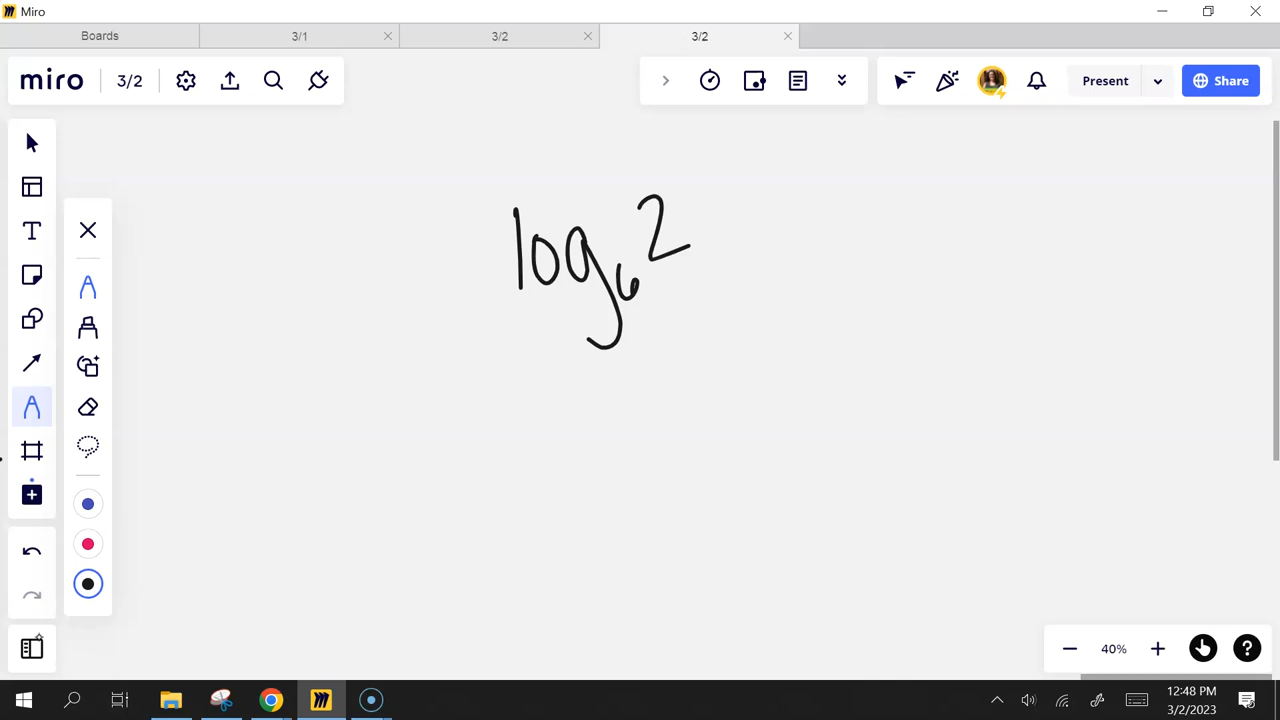 Miro
Boards 3/1 3/2 3/2
miro 3/2 Present Share
log₆2
40%
12:48 PM
3/2/2023